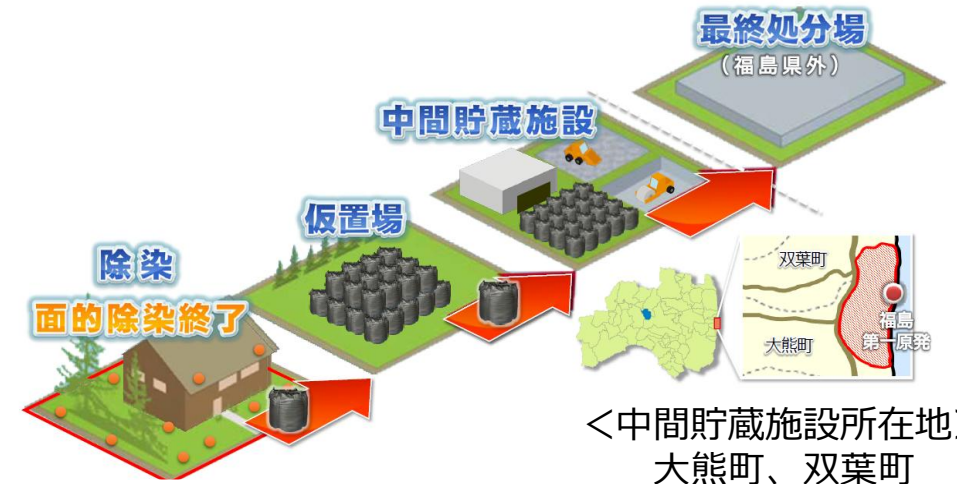 最終処分場
（福島県外）
中間貯蔵施設
仮置場
除染
面的除染終了
双葉町
大熊町
福島
第一原発
＜中間貯蔵施設所在地＞
大熊町、双葉町